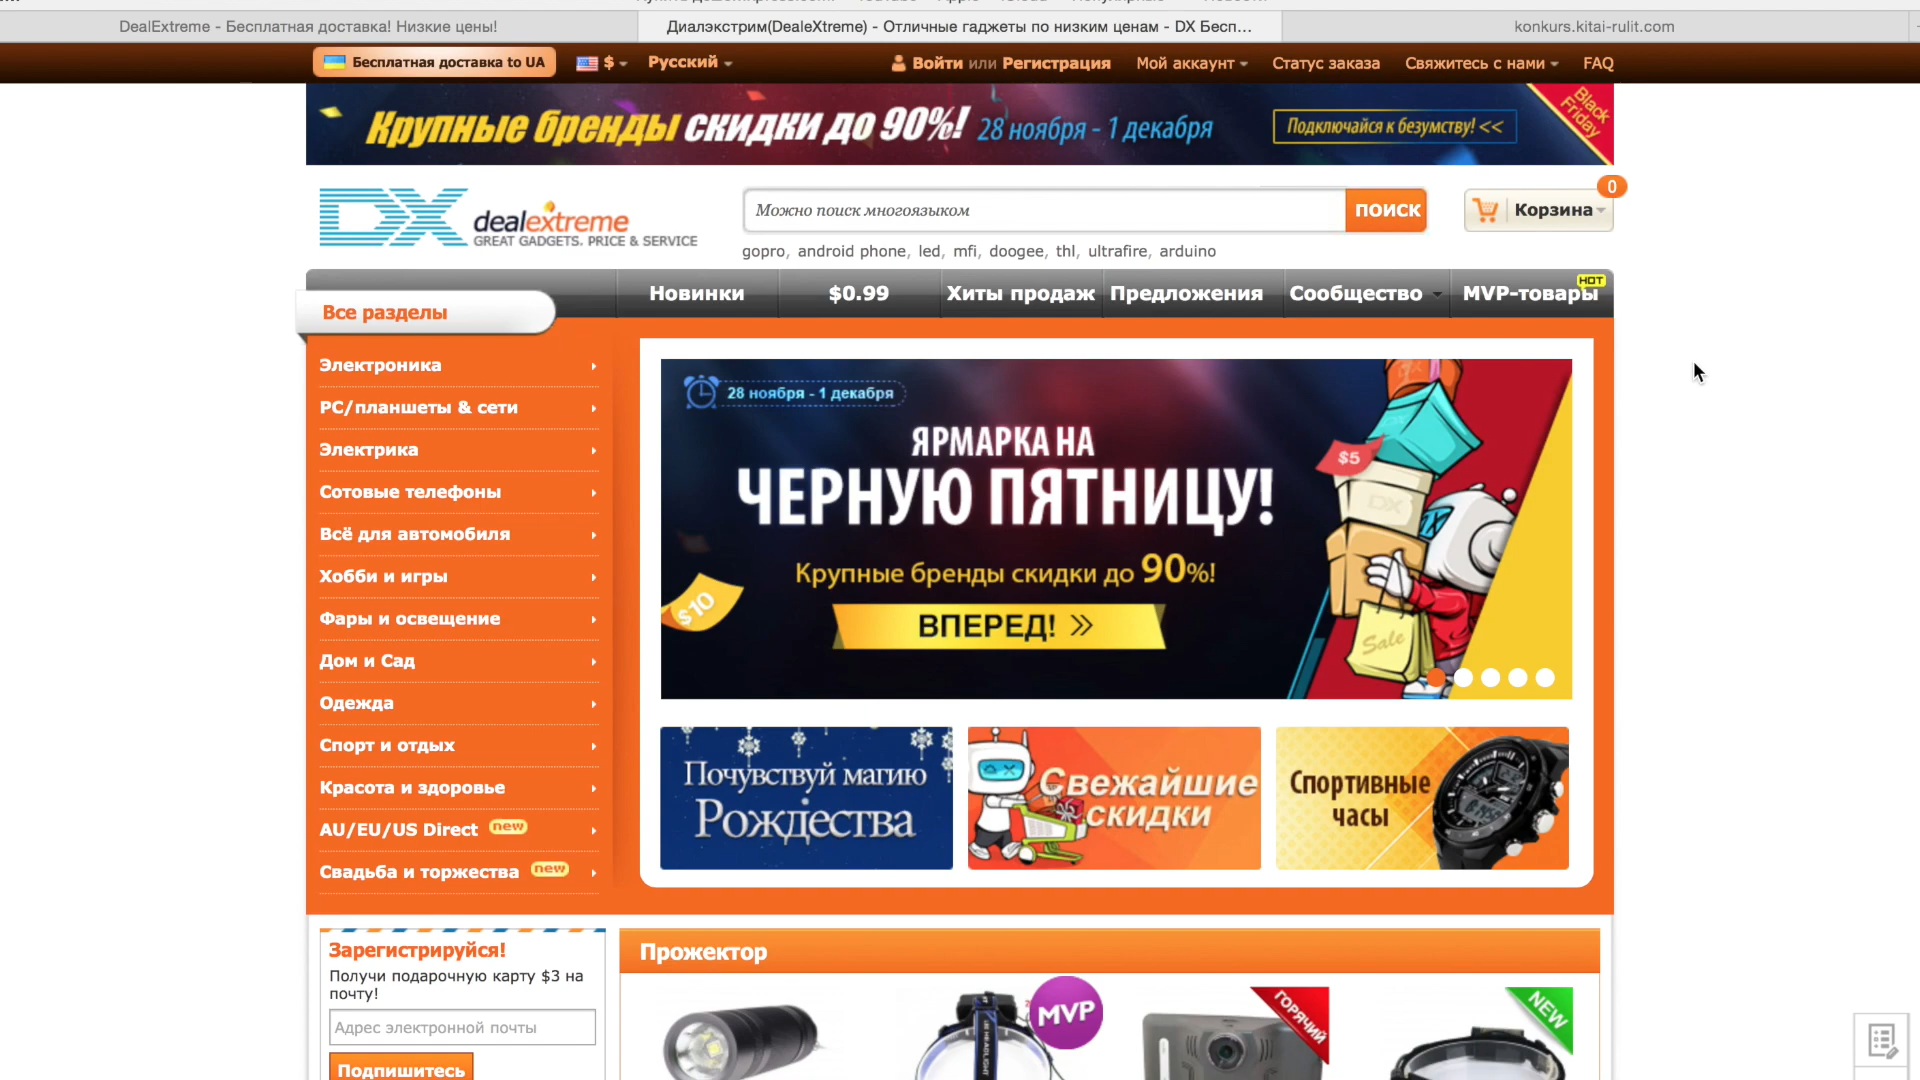 DealExtreme - Бесплатная доставка! Низкие цены!
Диалэкстрим(DealeXtreme) - Отличные гаджеты по низким ценам - DX Бесп...
konkurs.kitai-rulit.com
Бесплатная доставка to UA
$
Русский
Войти или Регистрация
Мой аккаунт
Статус заказа
Свяжитесь с нами
FAQ
Крупные бренды скидки до 90%! 28 ноября - 1 декабря
Подключайся к безумству! <<
Black Friday
DX dealextreme
GREAT GADGETS. PRICE & SERVICE
Можно поиск многоязыком
ПОИСК
Корзина
0
gopro, android phone, led, mfi, doogee, thl, ultrafire, arduino
Все разделы
Новинки
$0.99
Хиты продаж
Предложения
Сообщество
MVP-товары
HOT
Электроника
PC/планшеты & сети
Электрика
Сотовые телефоны
Всё для автомобиля
Хобби и игры
Фары и освещение
Дом и Сад
Одежда
Спорт и отдых
Красота и здоровье
AU/EU/US Direct new
Свадьба и торжества new
28 ноября - 1 декабря
ЯРМАРКА НА
ЧЕРНУЮ ПЯТНИЦУ!
Крупные бренды скидки до 90%!
ВПЕРЕД! >>
$10
$5
DX
Sale
Почувствуй магию
Рождества
Свежайшие
скидки
Спортивные
часы
Зарегистрируйся!
Получи подарочную карту $3 на
почту!
Адрес электронной почты
Подпишитесь
Прожектор
MVP
ГОРЯЧИЙ
NEW